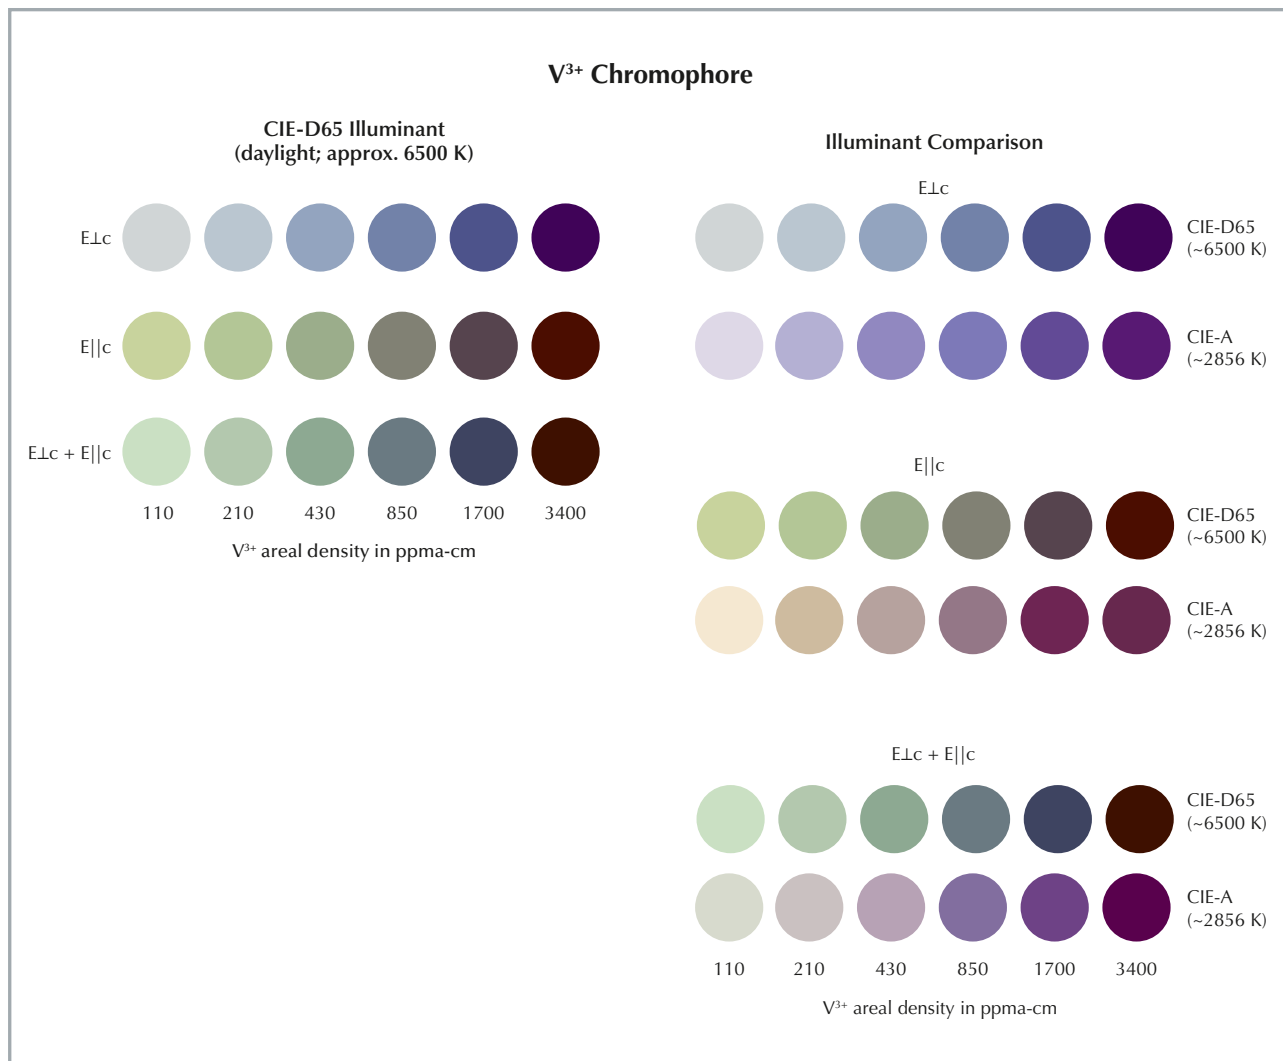 V³⁺ Chromophore
CIE-D65 Illuminant
(daylight; approx. 6500 K)
E⊥c
E||c
E⊥c + E||c
110 210 430 850 1700 3400
V³⁺ areal density in ppma-cm
Illuminant Comparison
E⊥c
CIE-D65
(~6500 K)
CIE-A
(~2856 K)
E||c
CIE-D65
(~6500 K)
CIE-A
(~2856 K)
E⊥c + E||c
CIE-D65
(~6500 K)
CIE-A
(~2856 K)
110 210 430 850 1700 3400
V³⁺ areal density in ppma-cm